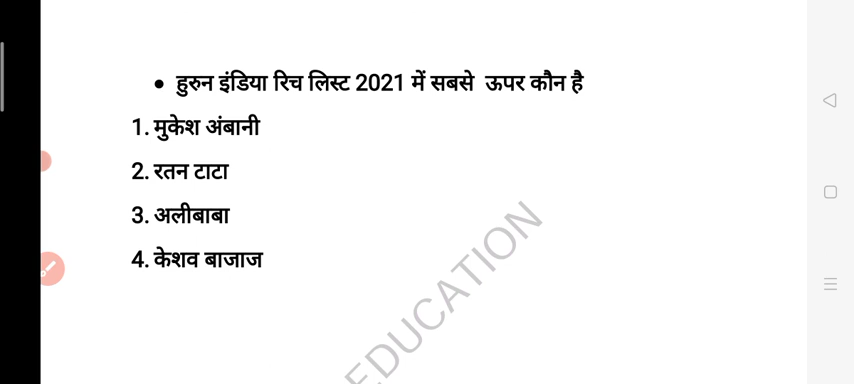 • हुरुन इंडिया रिच लिस्ट 2021 में सबसे ऊपर कौन है
1. मुकेश अंबानी
2. रतन टाटा
3. अलीबाबा
4. केशव बाजाज
EDUCATION